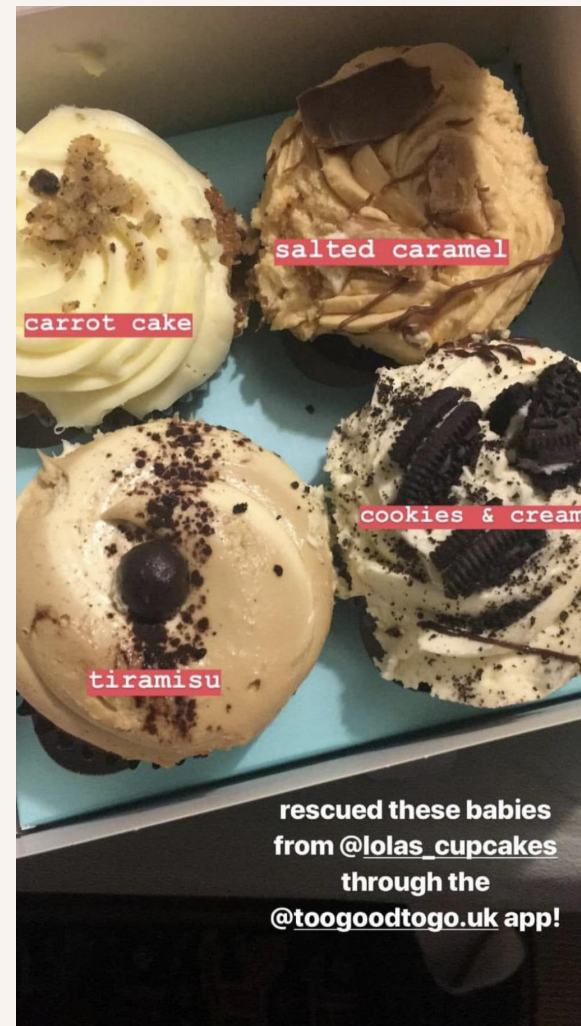 salted caramel
carrot cake
cookies & cream
tiramisu
rescued these babies
from @lolas_cupcakes
through the
@toogoodtogo.uk app!